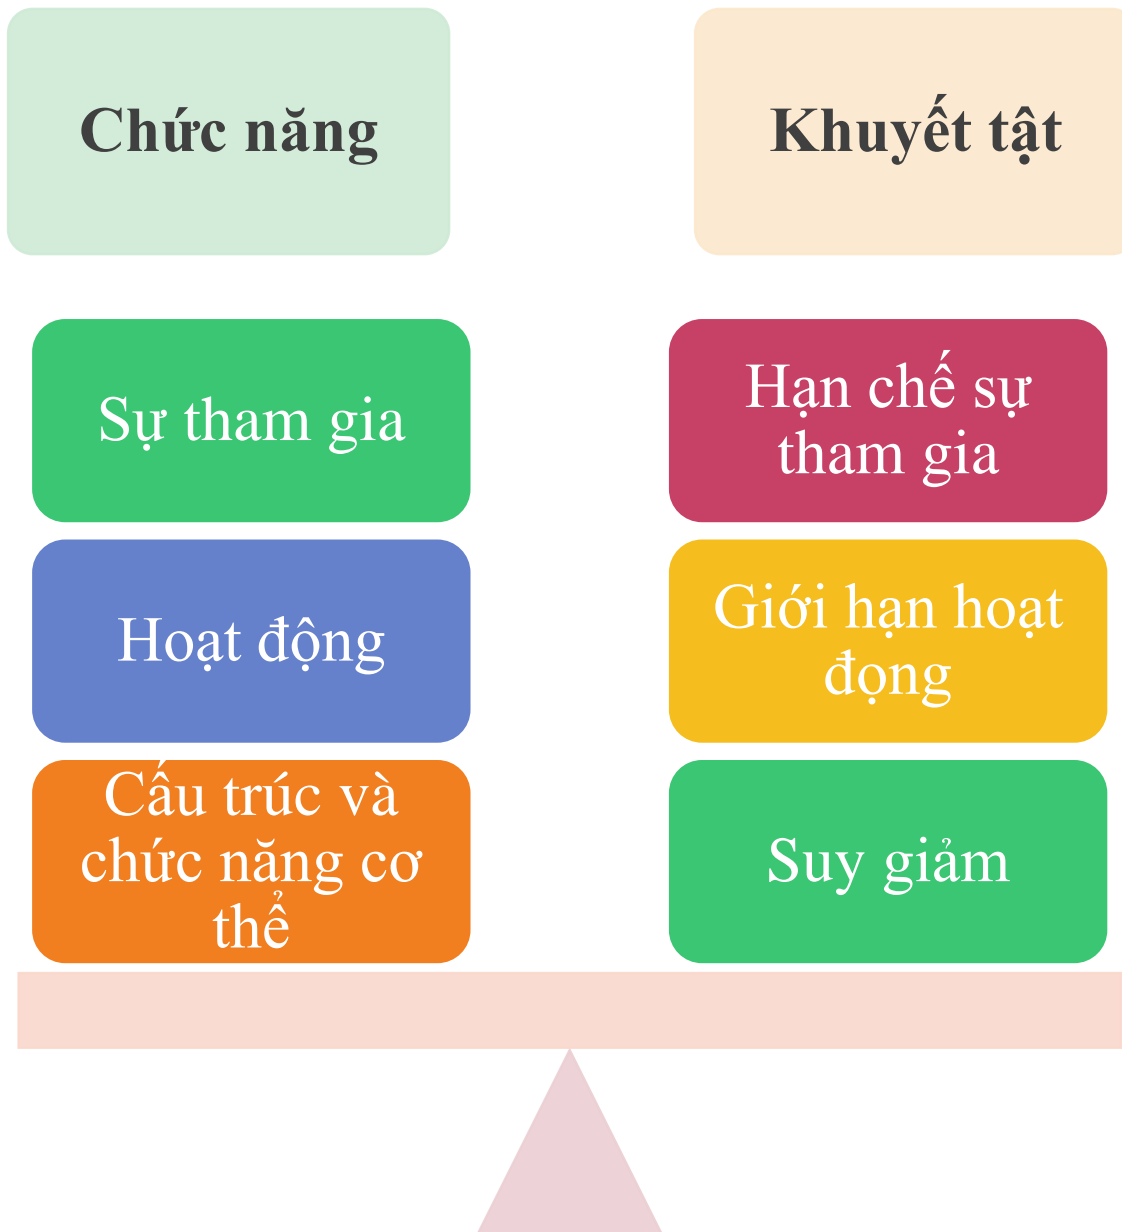 Chức năng
Khuyết tật
Sự tham gia
Hạn chế sự
tham gia
Hoạt động
Giới hạn hoạt
đọng
Cấu trúc và
chức năng cơ
thể
Suy giảm